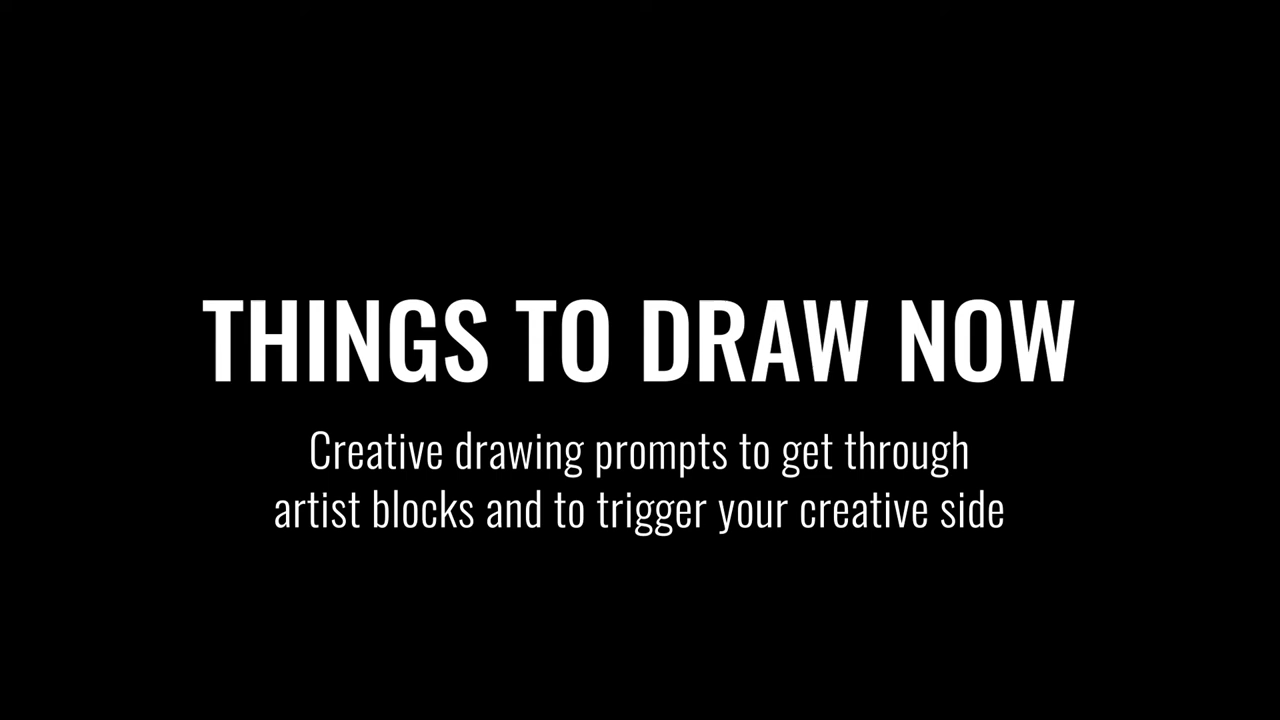 THINGS TO DRAW NOW
Creative drawing prompts to get through
artist blocks and to trigger your creative side